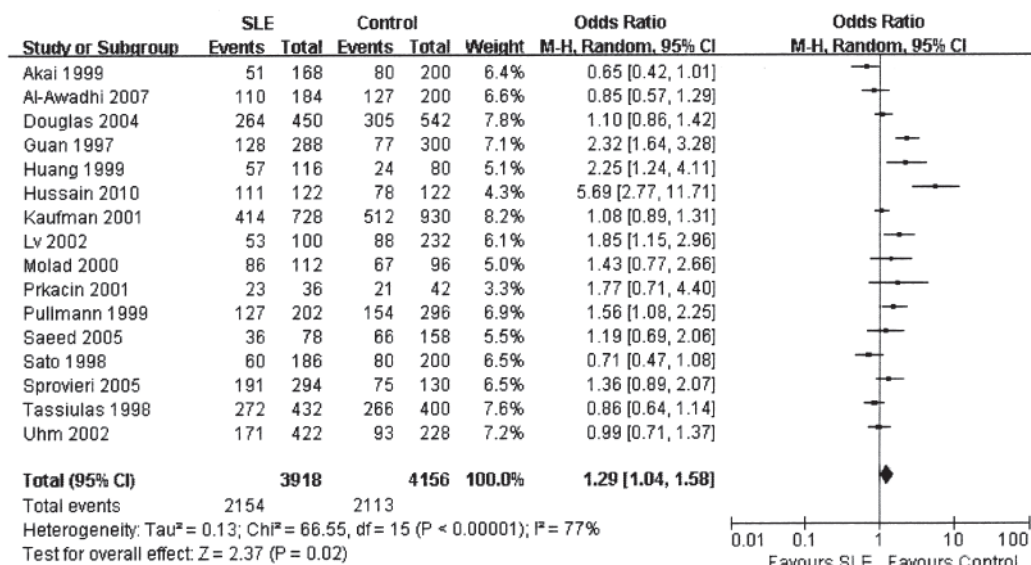 SLE Control Odds Ratio Odds Ratio
Study or Subgroup Events Total Events Total Weight M-H, Random, 95% CI M-H, Random, 95% CI
Akai 1999 51 168 80 200 6.4% 0.65 [0.42, 1.01]
Al-Awadhi 2007 110 184 127 200 6.6% 0.85 [0.57, 1.29]
Douglas 2004 264 450 305 542 7.8% 1.10 [0.86, 1.42]
Guan 1997 128 288 77 300 7.1% 2.32 [1.64, 3.28]
Huang 1999 57 116 24 80 5.1% 2.25 [1.24, 4.11]
Hussain 2010 111 122 78 122 4.3% 5.69 [2.77, 11.71]
Kaufman 2001 414 728 512 930 8.2% 1.08 [0.89, 1.31]
Lv 2002 53 100 88 232 6.1% 1.85 [1.15, 2.96]
Molad 2000 86 112 67 96 5.0% 1.43 [0.77, 2.66]
Prkacin 2001 23 36 21 42 3.3% 1.77 [0.71, 4.40]
Pullmann 1999 127 202 154 296 6.9% 1.56 [1.08, 2.25]
Saeed 2005 36 78 66 158 5.5% 1.19 [0.69, 2.06]
Sato 1998 60 186 80 200 6.5% 0.71 [0.47, 1.08]
Sprovieri 2005 191 294 75 130 6.5% 1.36 [0.89, 2.07]
Tassiulas 1998 272 432 266 400 7.6% 0.86 [0.64, 1.14]
Uhm 2002 171 422 93 228 7.2% 0.99 [0.71, 1.37]
Total (95% CI) 3918 4156 100.0% 1.29 [1.04, 1.58]
Total events 2154 2113
Heterogeneity: Tau² = 0.13; Chi² = 66.55, df = 15 (P < 0.00001); I² = 77%
Test for overall effect: Z = 2.37 (P = 0.02)
0.01 0.1 1 10 100
Favours SLE Favours Control